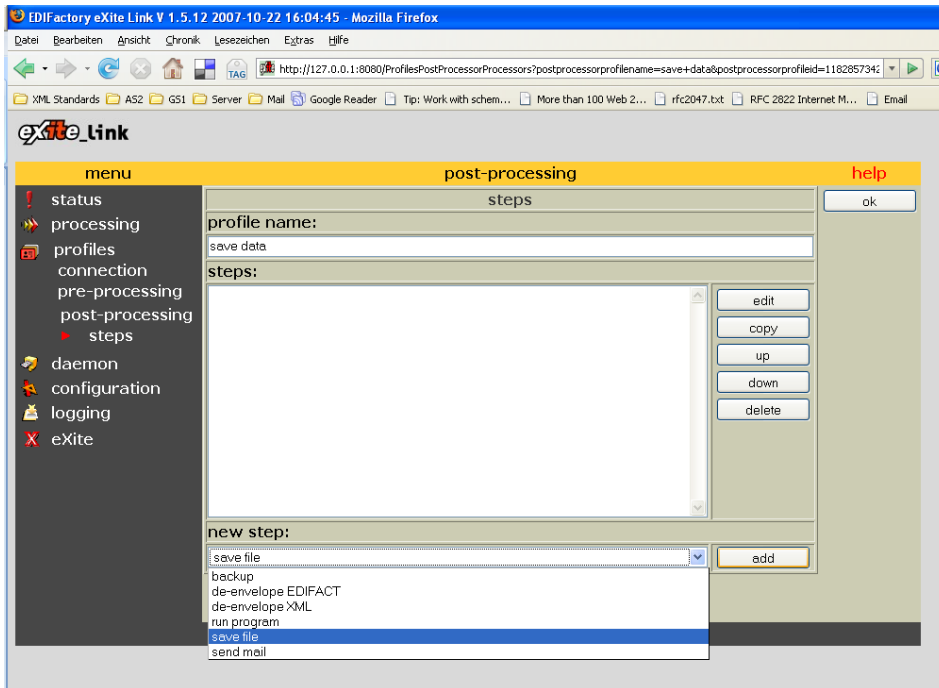 EDIFactory eXite Link V 1.5.12 2007-10-22 16:04:45 - Mozilla Firefox
Datei Bearbeiten Ansicht Chronik Lesezeichen Extras Hilfe
TAG http://127.0.0.1:8080/ProfilesPostProcessorProcessors?postprocessorprofilename=save+data&postprocessorprofileid=1182857342
XML Standards AS2 GS1 Server Mail Google Reader Tip: Work with schem... More than 100 Web 2... rfc2047.txt RFC 2822 Internet M... Email
eXite_link
menu post-processing help
status steps ok
processing profile name:
profiles save data
connection steps:
pre-processing edit
post-processing copy
steps up
daemon down
configuration delete
logging
eXite
new step:
save file add
backup
de-envelope EDIFACT
de-envelope XML
run program
save file
send mail